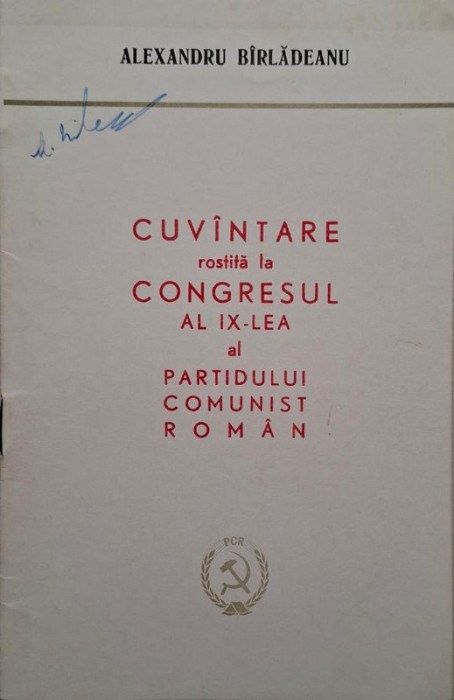 ALEXANDRU BÎRLĂDEANU
CUVÎNTARE
rostită la
CONGRESUL
AL IX-LEA
al
PARTIDULUI
COMUNIST
ROMÂN
PCR